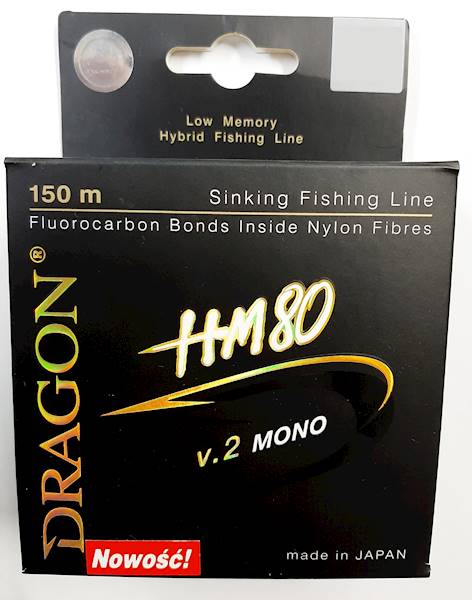 Low Memory
Hybrid Fishing Line
150 m
Sinking Fishing Line
Fluorocarbon Bonds Inside Nylon Fibres
DRAGON®
HM80
v.2 MONO
Nowość!
made in JAPAN